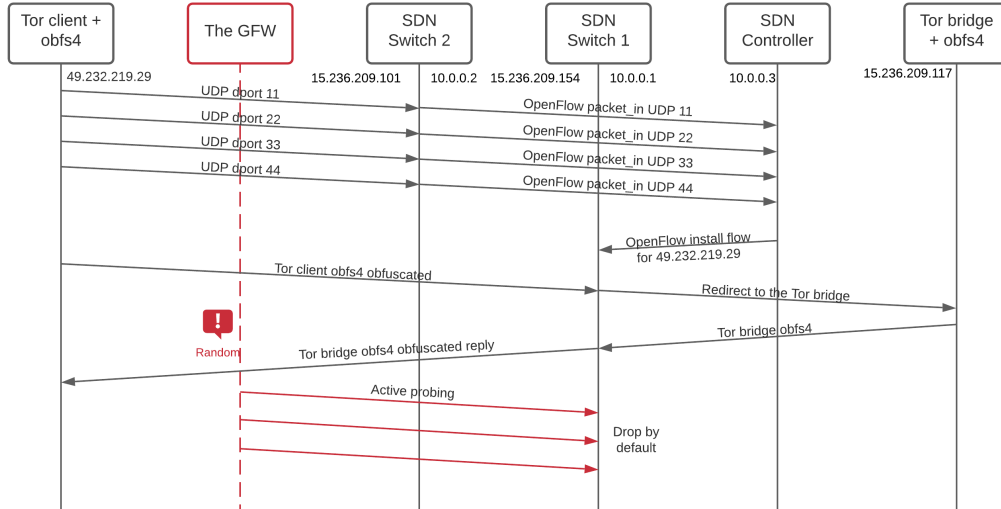 Tor client +
obfs4
The GFW
SDN
Switch 2
SDN
Switch 1
SDN
Controller
Tor bridge
+ obfs4
49.232.219.29
15.236.209.101
10.0.0.2
15.236.209.154
10.0.0.1
10.0.0.3
15.236.209.117
UDP dport 11
OpenFlow packet_in UDP 11
UDP dport 22
OpenFlow packet_in UDP 22
UDP dport 33
OpenFlow packet_in UDP 33
UDP dport 44
OpenFlow packet_in UDP 44
OpenFlow install flow
for 49.232.219.29
Tor client obfs4 obfuscated
Redirect to the Tor bridge
!
Random
Tor bridge obfs4
Tor bridge obfs4 obfuscated reply
Active probing
Drop by
default